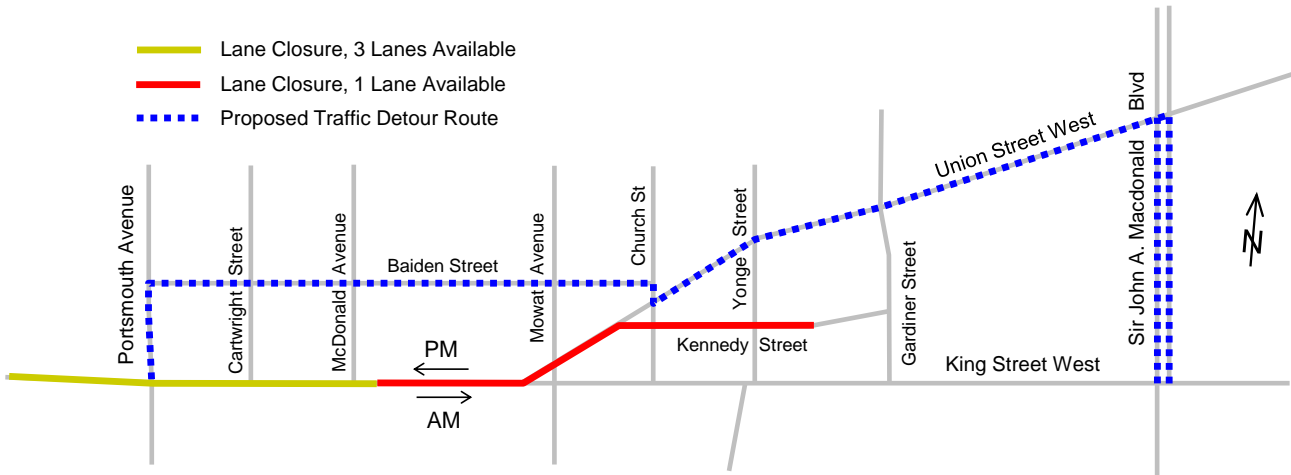 Lane Closure, 3 Lanes Available
Lane Closure, 1 Lane Available
Proposed Traffic Detour Route
Portsmouth Avenue
Cartwright Street
McDonald Avenue
Baiden Street
Mowat Avenue
Church St
Yonge Street
Union Street West
Sir John A. Macdonald Blvd
Gardiner Street
Kennedy Street
King Street West
PM
AM
N